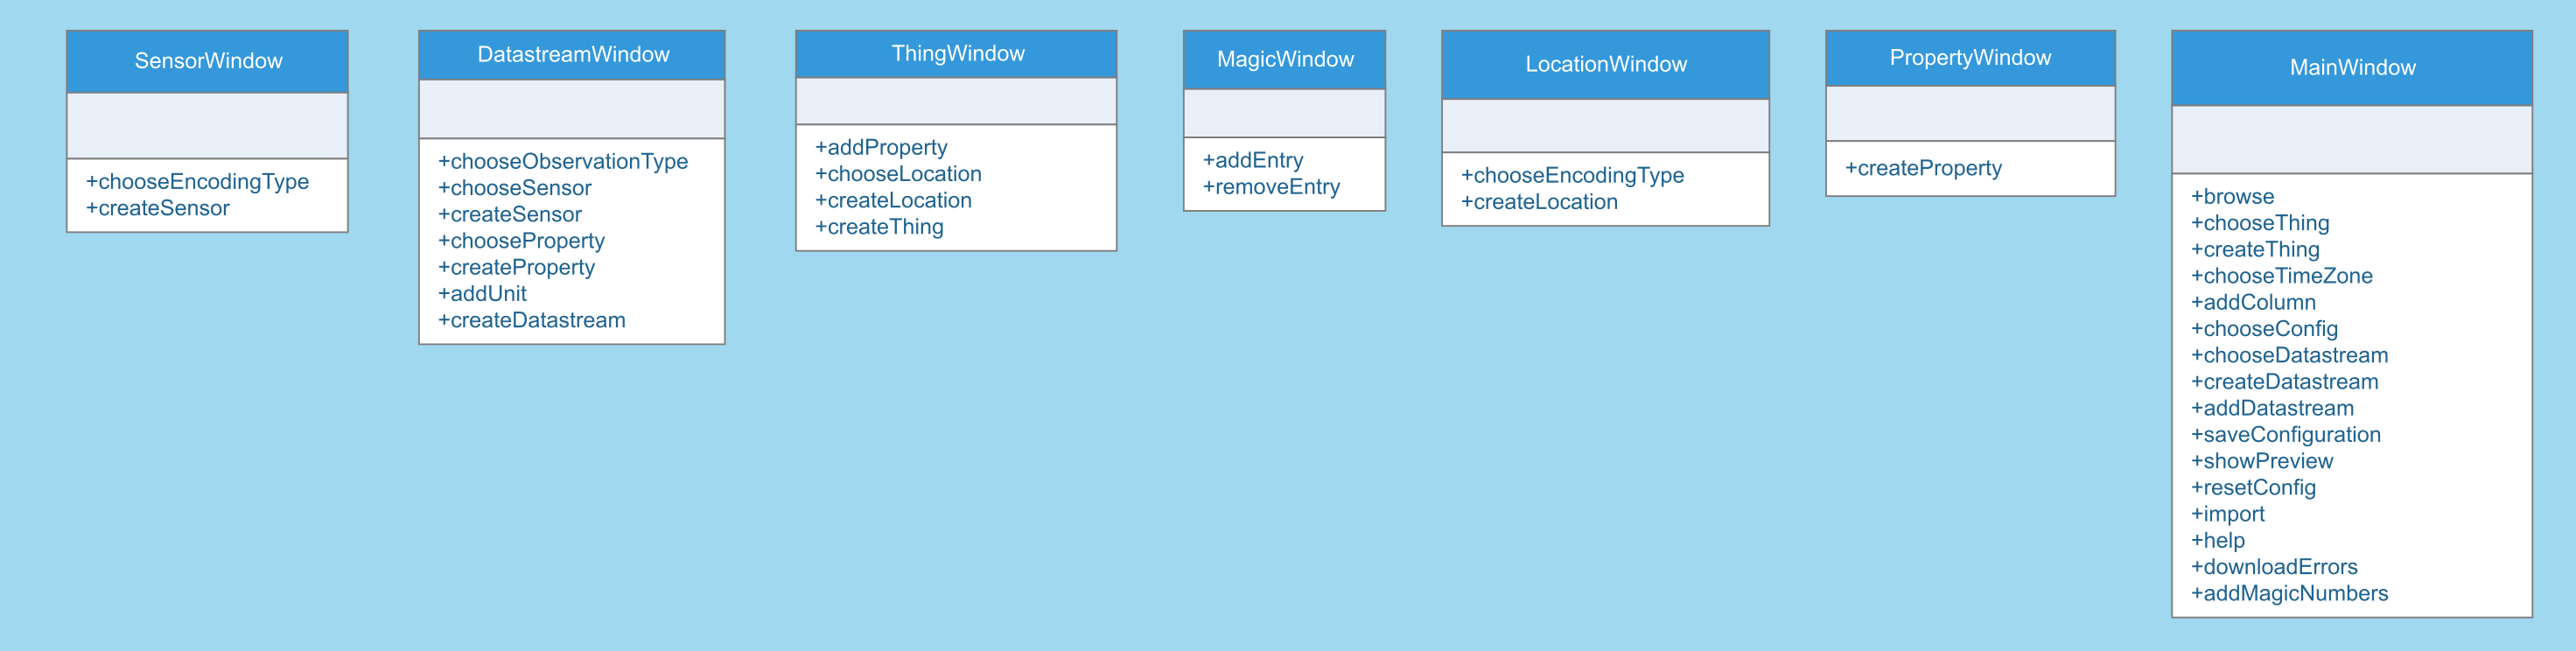 SensorWindow
+chooseEncodingType
+createSensor
DatastreamWindow
+chooseObservationType
+chooseSensor
+createSensor
+chooseProperty
+createProperty
+addUnit
+createDatastream
ThingWindow
+addProperty
+chooseLocation
+createLocation
+createThing
MagicWindow
+addEntry
+removeEntry
LocationWindow
+chooseEncodingType
+createLocation
PropertyWindow
+createProperty
MainWindow
+browse
+chooseThing
+createThing
+chooseTimeZone
+addColumn
+chooseConfig
+chooseDatastream
+createDatastream
+addDatastream
+saveConfiguration
+showPreview
+resetConfig
+import
+help
+downloadErrors
+addMagicNumbers